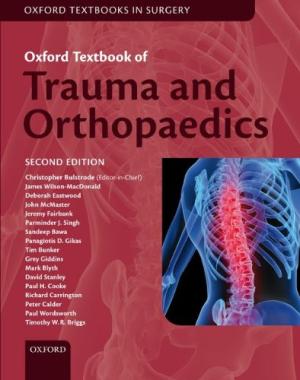 OXFORD TEXTBOOKS IN SURGERY
Oxford Textbook of
Trauma and
Orthopaedics
SECOND EDITION
Christopher Bulstrode (Editor-in-Chief)
James Wilson-MacDonald
Deborah Eastwood
John McMaster
Jeremy Fairbank
Parminder J. Singh
Sandeep Bawa
Panagiotis D. Gikas
Tim Bunker
Grey Giddins
Mark Blyth
David Stanley
Paul H. Cooke
Richard Carrington
Peter Calder
Paul Wordsworth
Timothy W.R. Briggs
OXFORD